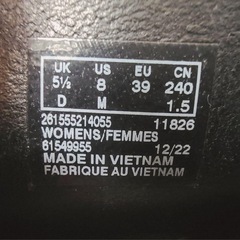 UK US EU CN
5½ 8 39 240
D M 1.5
261555214055 11826
WOMENS/FEMMES
61549955 12/22
MADE IN VIETNAM
FABRIQUE AU VIETNAM